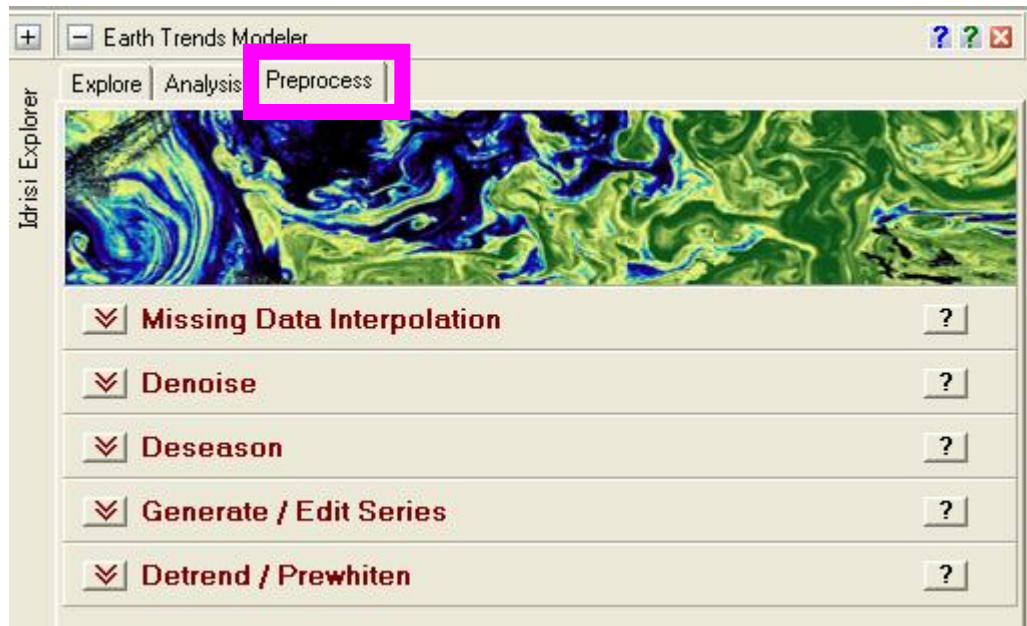 +
Idrisi Explorer
Earth Trends Modeler
? ?
Explore Analysis Preprocess
Missing Data Interpolation ?
Denoise ?
Deseason ?
Generate / Edit Series ?
Detrend / Prewhiten ?